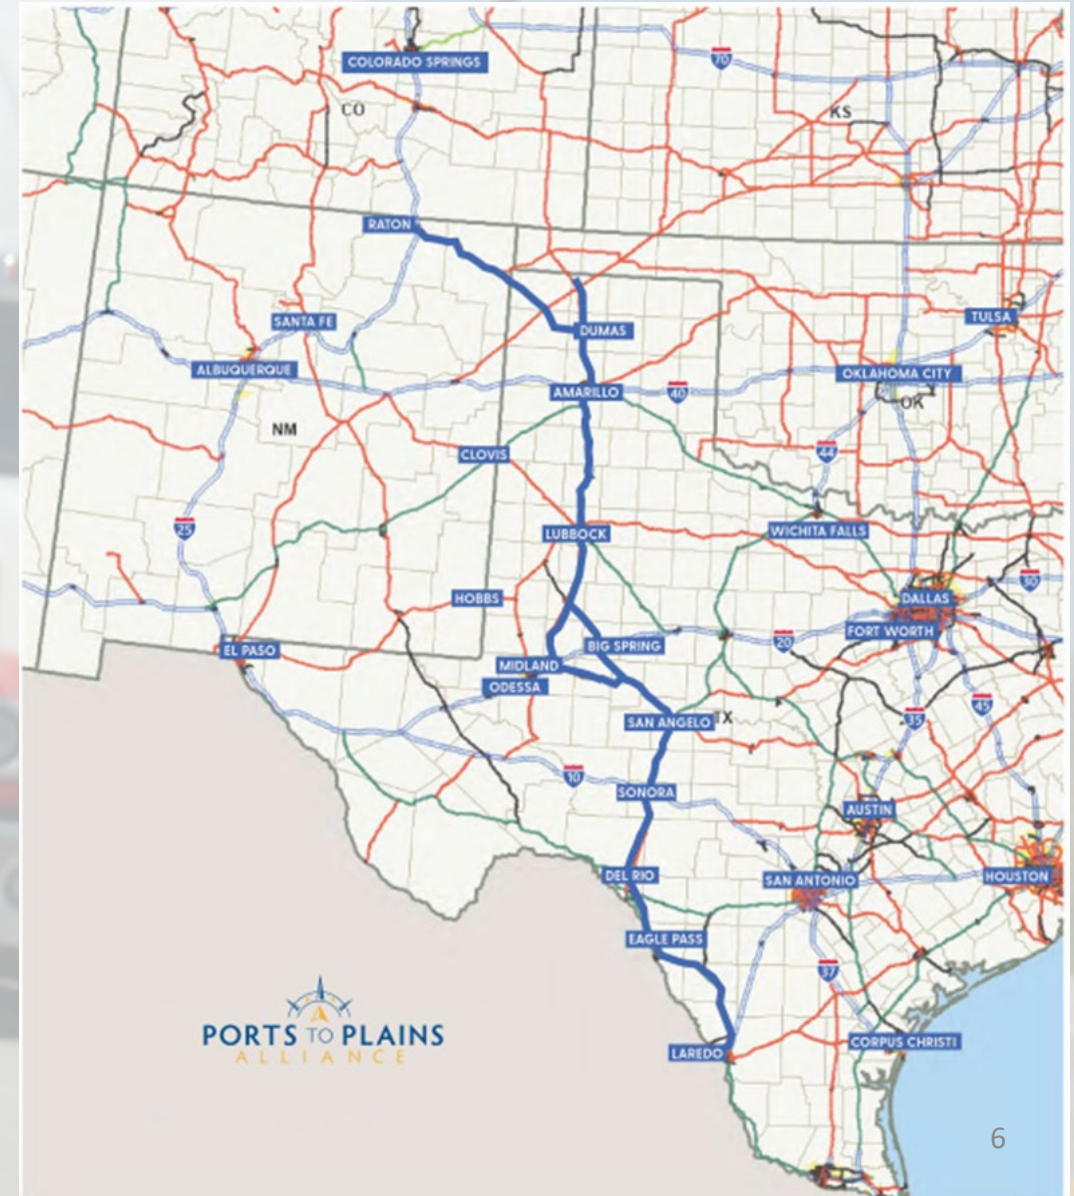 COLORADO SPRINGS
70
CO
KS
RATON
SANTA FE
DUMAS
TULSA
ALBUQUERQUE
OKLAHOMA CITY
AMARILLO
40
OK
NM
CLOVIS
44
25
LUBBOCK
WICHITA FALLS
30
HOBBS
DALLAS
FORT WORTH
20
EL PASO
BIG SPRING
MIDLAND
ODESSA
45
35
SAN ANGELO
TX
10
SONORA
AUSTIN
DEL RIO
SAN ANTONIO
HOUSTON
EAGLE PASS
37
PORTS TO PLAINS
ALLIANCE
LAREDO
CORPUS CHRISTI
6